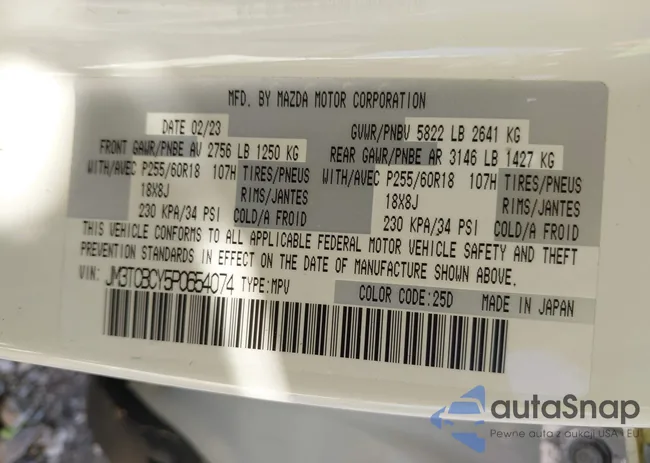 MFD. BY MAZDA MOTOR CORPORATION
DATE 02/23 GVWR/PNBV 5822 LB 2641 KG
FRONT GAWR/PNBE AV 2756 LB 1250 KG REAR GAWR/PNBE AR 3146 LB 1427 KG
WITH/AVEC P255/60R18 107H TIRES/PNEUS WITH/AVEC P255/60R18 107H TIRES/PNEUS
18X8J RIMS/JANTES 18X8J RIMS/JANTES
230 KPA/34 PSI COLD/A FROID 230 KPA/34 PSI COLD/A FROID
THIS VEHICLE CONFORMS TO ALL APPLICABLE FEDERAL MOTOR VEHICLE SAFETY AND THEFT
PREVENTION STANDARDS IN EFFECT ON THE DATE OF MANUFACTURE SHOWN ABOVE.
VIN: JM3TCBCY5P0654074 TYPE:MPV
COLOR CODE:25D MADE IN JAPAN
autaSnap
Pewne auta z aukcji USA i EU